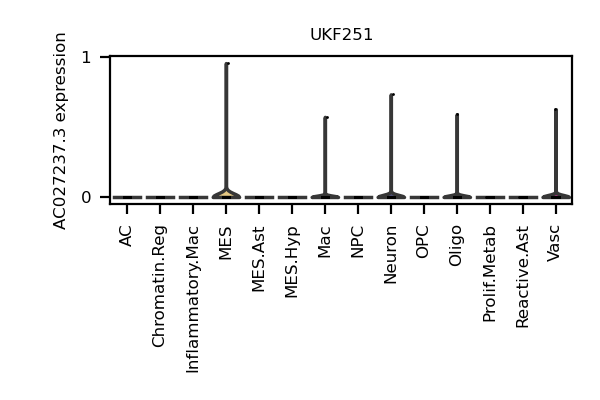 UKF251
AC027237.3 expression
1
0
AC
Chromatin.Reg
Inflammatory.Mac
MES
MES.Ast
MES.Hyp
Mac
NPC
Neuron
OPC
Oligo
Prolif.Metab
Reactive.Ast
Vasc